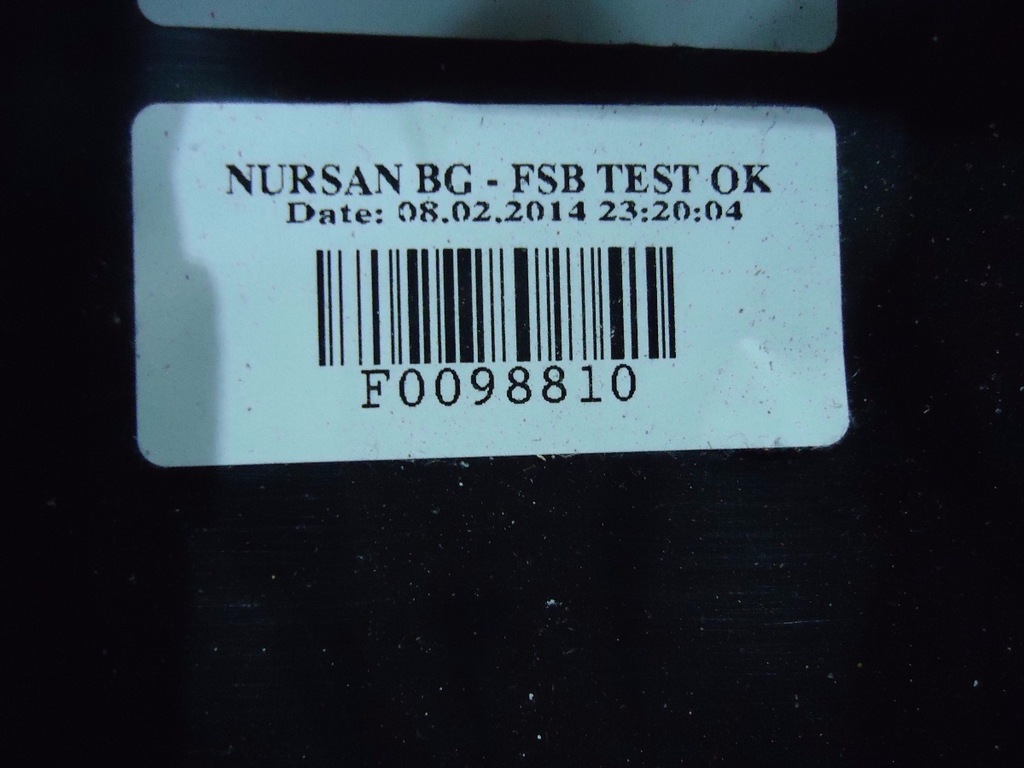 NURSAN BG - FSB TEST OK
Date: 08.02.2014 23:20:04
F0098810